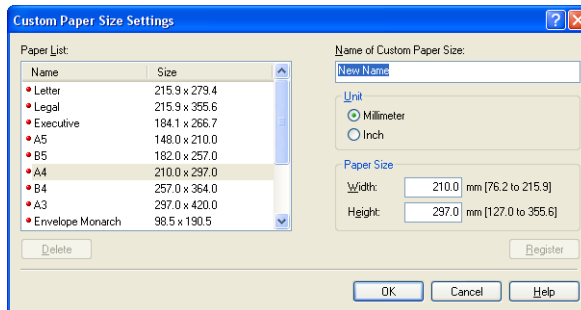 Custom Paper Size Settings
Paper List:
Name Size
Letter 215.9 x 279.4
Legal 215.9 x 355.6
Executive 184.1 x 266.7
A5 148.0 x 210.0
B5 182.0 x 257.0
A4 210.0 x 297.0
B4 257.0 x 364.0
A3 297.0 x 420.0
Envelope Monarch 98.5 x 190.5
Delete
Name of Custom Paper Size:
New Name
Unit
Millimeter
Inch
Paper Size
Width: 210.0 mm [76.2 to 215.9]
Height: 297.0 mm [127.0 to 355.6]
Register
OK Cancel Help